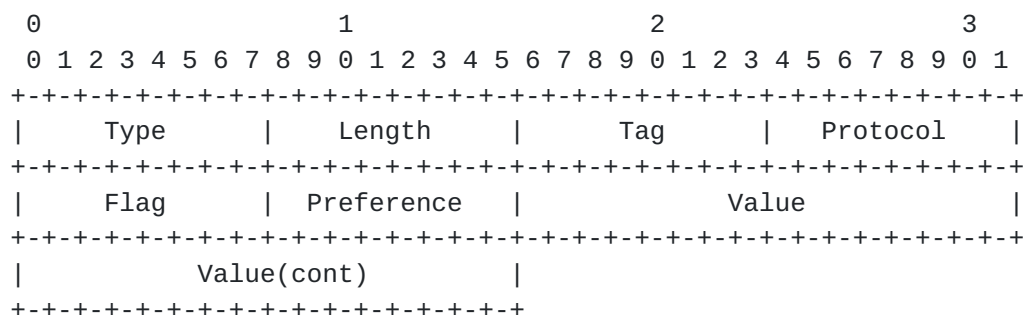 0                   1                   2                   3
 0 1 2 3 4 5 6 7 8 9 0 1 2 3 4 5 6 7 8 9 0 1 2 3 4 5 6 7 8 9 0 1
+-+-+-+-+-+-+-+-+-+-+-+-+-+-+-+-+-+-+-+-+-+-+-+-+-+-+-+-+-+-+-+-+
|     Type      |    Length     |      Tag      |   Protocol    |
+-+-+-+-+-+-+-+-+-+-+-+-+-+-+-+-+-+-+-+-+-+-+-+-+-+-+-+-+-+-+-+-+
|     Flag      |  Preference   |             Value             |
+-+-+-+-+-+-+-+-+-+-+-+-+-+-+-+-+-+-+-+-+-+-+-+-+-+-+-+-+-+-+-+-+
|           Value(cont)         |
+-+-+-+-+-+-+-+-+-+-+-+-+-+-+-+-+